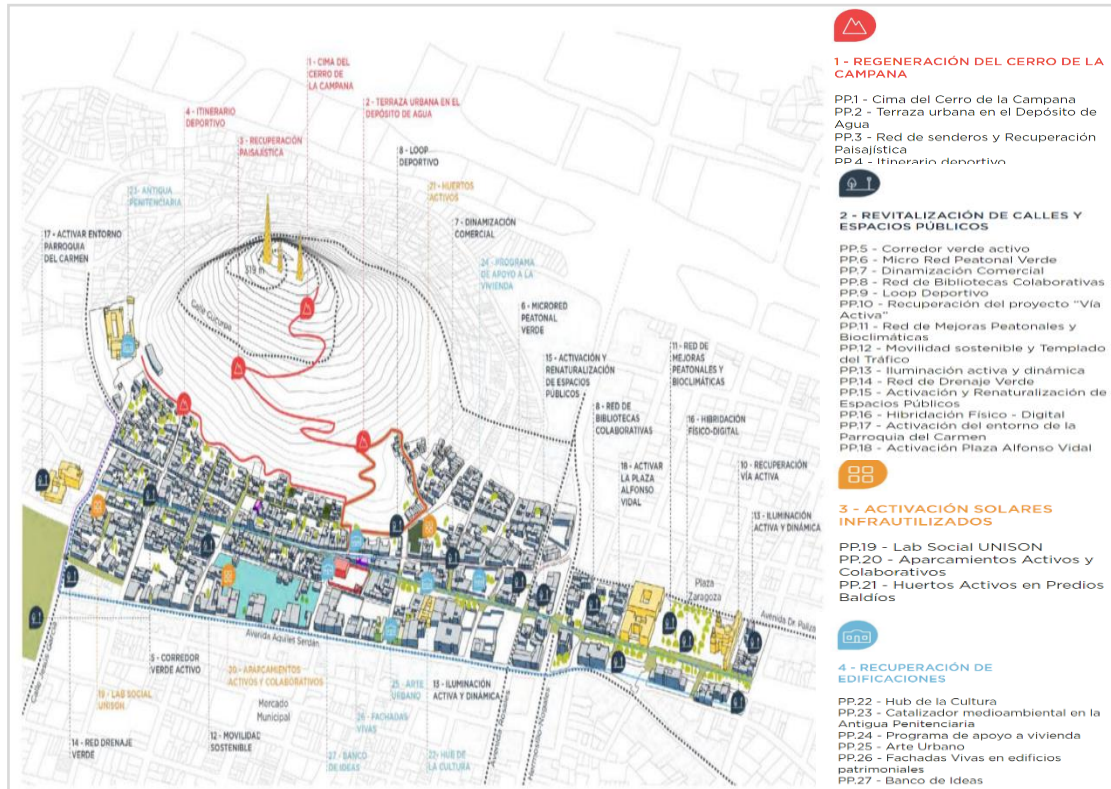 1 - CIMA DEL
CERRO DE
LA CAMPANA
2 - TERRAZA URBANA EN EL
DEPÓSITO DE AGUA
4 - ITINERARIO
DEPORTIVO
3 - RECUPERACIÓN
PAISAJÍSTICA
8 - LOOP
DEPORTIVO
23- ANTIGUA
PENITENCIARIA
21 - HUERTOS
ACTIVOS
17 - ACTIVAR ENTORNO
PARROQUIA
DEL CARMEN
7 - DINAMIZACIÓN
COMERCIAL
24 - PROGRAMA
DE APOYO A LA
VIVIENDA
319 m
6 - MICRORED
PEATONAL
VERDE
11 - RED DE
MEJORAS
PEATONALES Y
BIOCLIMÁTICAS
15 - ACTIVACIÓN Y
RENATURALIZACIÓN
DE ESPACIOS
PÚBLICOS
8 - RED DE
BIBLIOTECAS
COLABORATIVAS
16 - HIBRIDACIÓN
FÍSICO-DIGITAL
18 - ACTIVAR
LA PLAZA
ALFONSO
VIDAL
10 - RECUPERACIÓN
VÍA ACTIVA
13 - ILUMINACIÓN
ACTIVA Y DINÁMICA
Calle Cucurpe
Plaza
Zaragoza
Avenida Dr. Paliza
Avenida Aquiles Serdán
5 - CORREDOR
VERDE ACTIVO
20 - APARCAMIENTOS
ACTIVOS Y COLABORATIVOS
19 - LAB SOCIAL
UNISON
Mercado
Municipal
25 - ARTE
URBANO
13 - ILUMINACIÓN
ACTIVA Y DINÁMICA
26 - FACHADAS
VIVAS
14 - RED DRENAJE
VERDE
12 - MOVILIDAD
SOSTENIBLE
27 - BANCO
DE IDEAS
22- HUB DE
LA CULTURA
1 - REGENERACIÓN DEL CERRO DE LA
CAMPANA
PP.1 - Cima del Cerro de la Campana
PP.2 - Terraza urbana en el Depósito de
Agua
PP.3 - Red de senderos y Recuperación
Paisajística
PP.4 - Itinerario deportivo
2 - REVITALIZACIÓN DE CALLES Y
ESPACIOS PÚBLICOS
PP.5 - Corredor verde activo
PP.6 - Micro Red Peatonal Verde
PP.7 - Dinamización Comercial
PP.8 - Red de Bibliotecas Colaborativas
PP.9 - Loop Deportivo
PP.10 - Recuperación del proyecto "Vía
Activa"
PP.11 - Red de Mejoras Peatonales y
Bioclimáticas
PP.12 - Movilidad sostenible y Templado
del Tráfico
PP.13 - Iluminación activa y dinámica
PP.14 - Red de Drenaje Verde
PP.15 - Activación y Renaturalización de
Espacios Públicos
PP.16 - Hibridación Físico - Digital
PP.17 - Activación del entorno de la
Parroquia del Carmen
PP.18 - Activación Plaza Alfonso Vidal
3 - ACTIVACIÓN SOLARES
INFRAUTILIZADOS
PP.19 - Lab Social UNISON
PP.20 - Aparcamientos Activos y
Colaborativos
PP.21 - Huertos Activos en Predios
Baldíos
4 - RECUPERACIÓN DE
EDIFICACIONES
PP.22 - Hub de la Cultura
PP.23 - Catalizador medioambiental en la
Antigua Penitenciaria
PP.24 - Programa de apoyo a vivienda
PP.25 - Arte Urbano
PP.26 - Fachadas Vivas en edificios
patrimoniales
PP.27 - Banco de Ideas